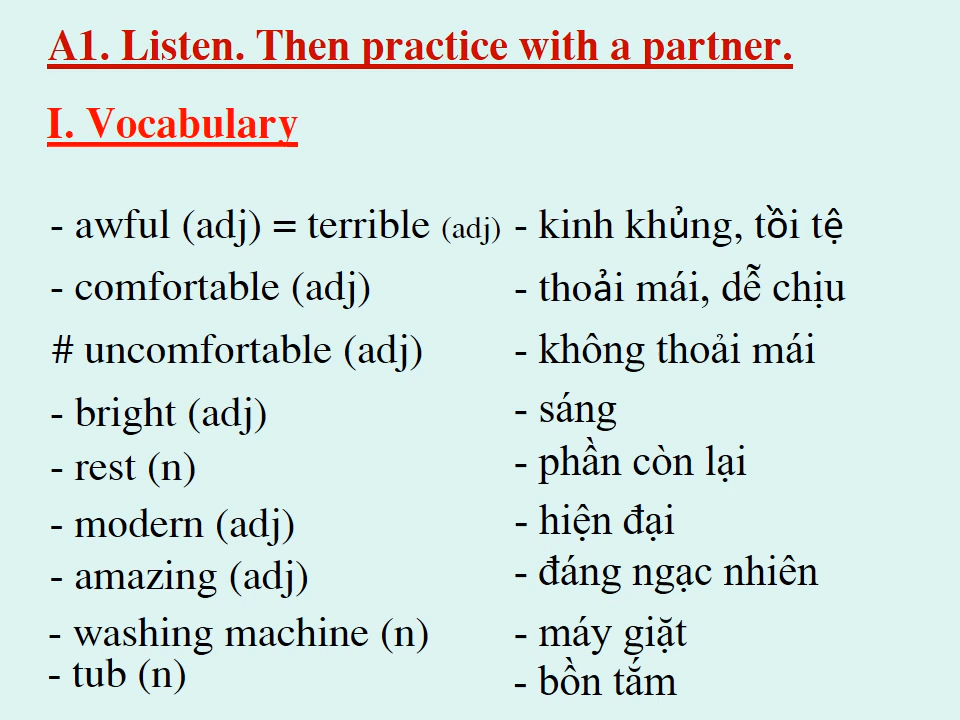 A1. Listen. Then practice with a partner.
I. Vocabulary
- awful (adj) = terrible (adj) - kinh khủng, tồi tệ
- comfortable (adj) - thoải mái, dễ chịu
# uncomfortable (adj) - không thoải mái
- bright (adj) - sáng
- rest (n) - phần còn lại
- modern (adj) - hiện đại
- amazing (adj) - đáng ngạc nhiên
- washing machine (n) - máy giặt
- tub (n) - bồn tắm